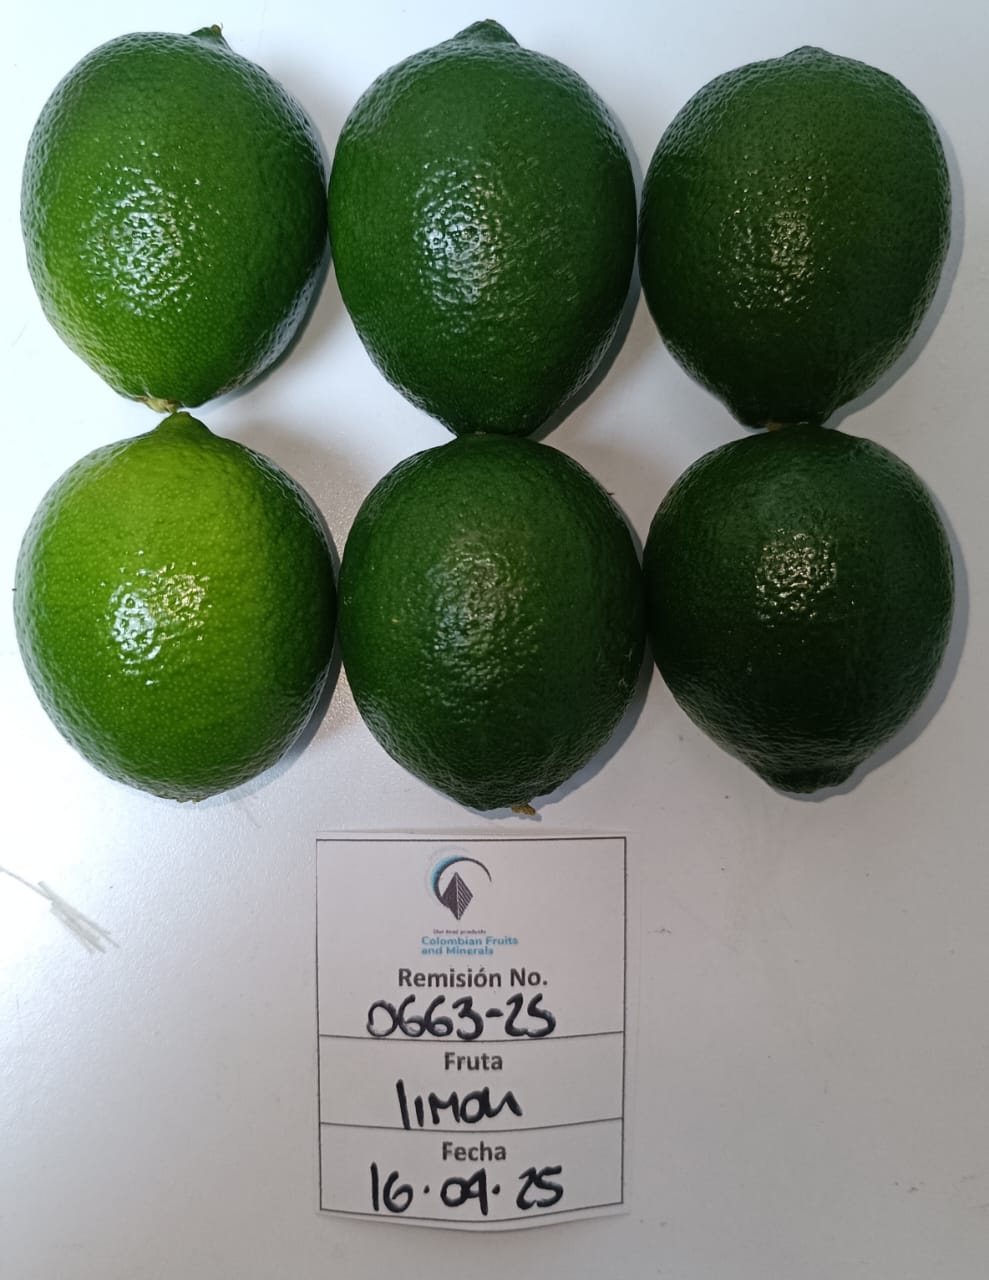 Our best products
Colombian Fruits
and Minerals
Remisión No.
0663-25
Fruta
limon
Fecha
16.09.25